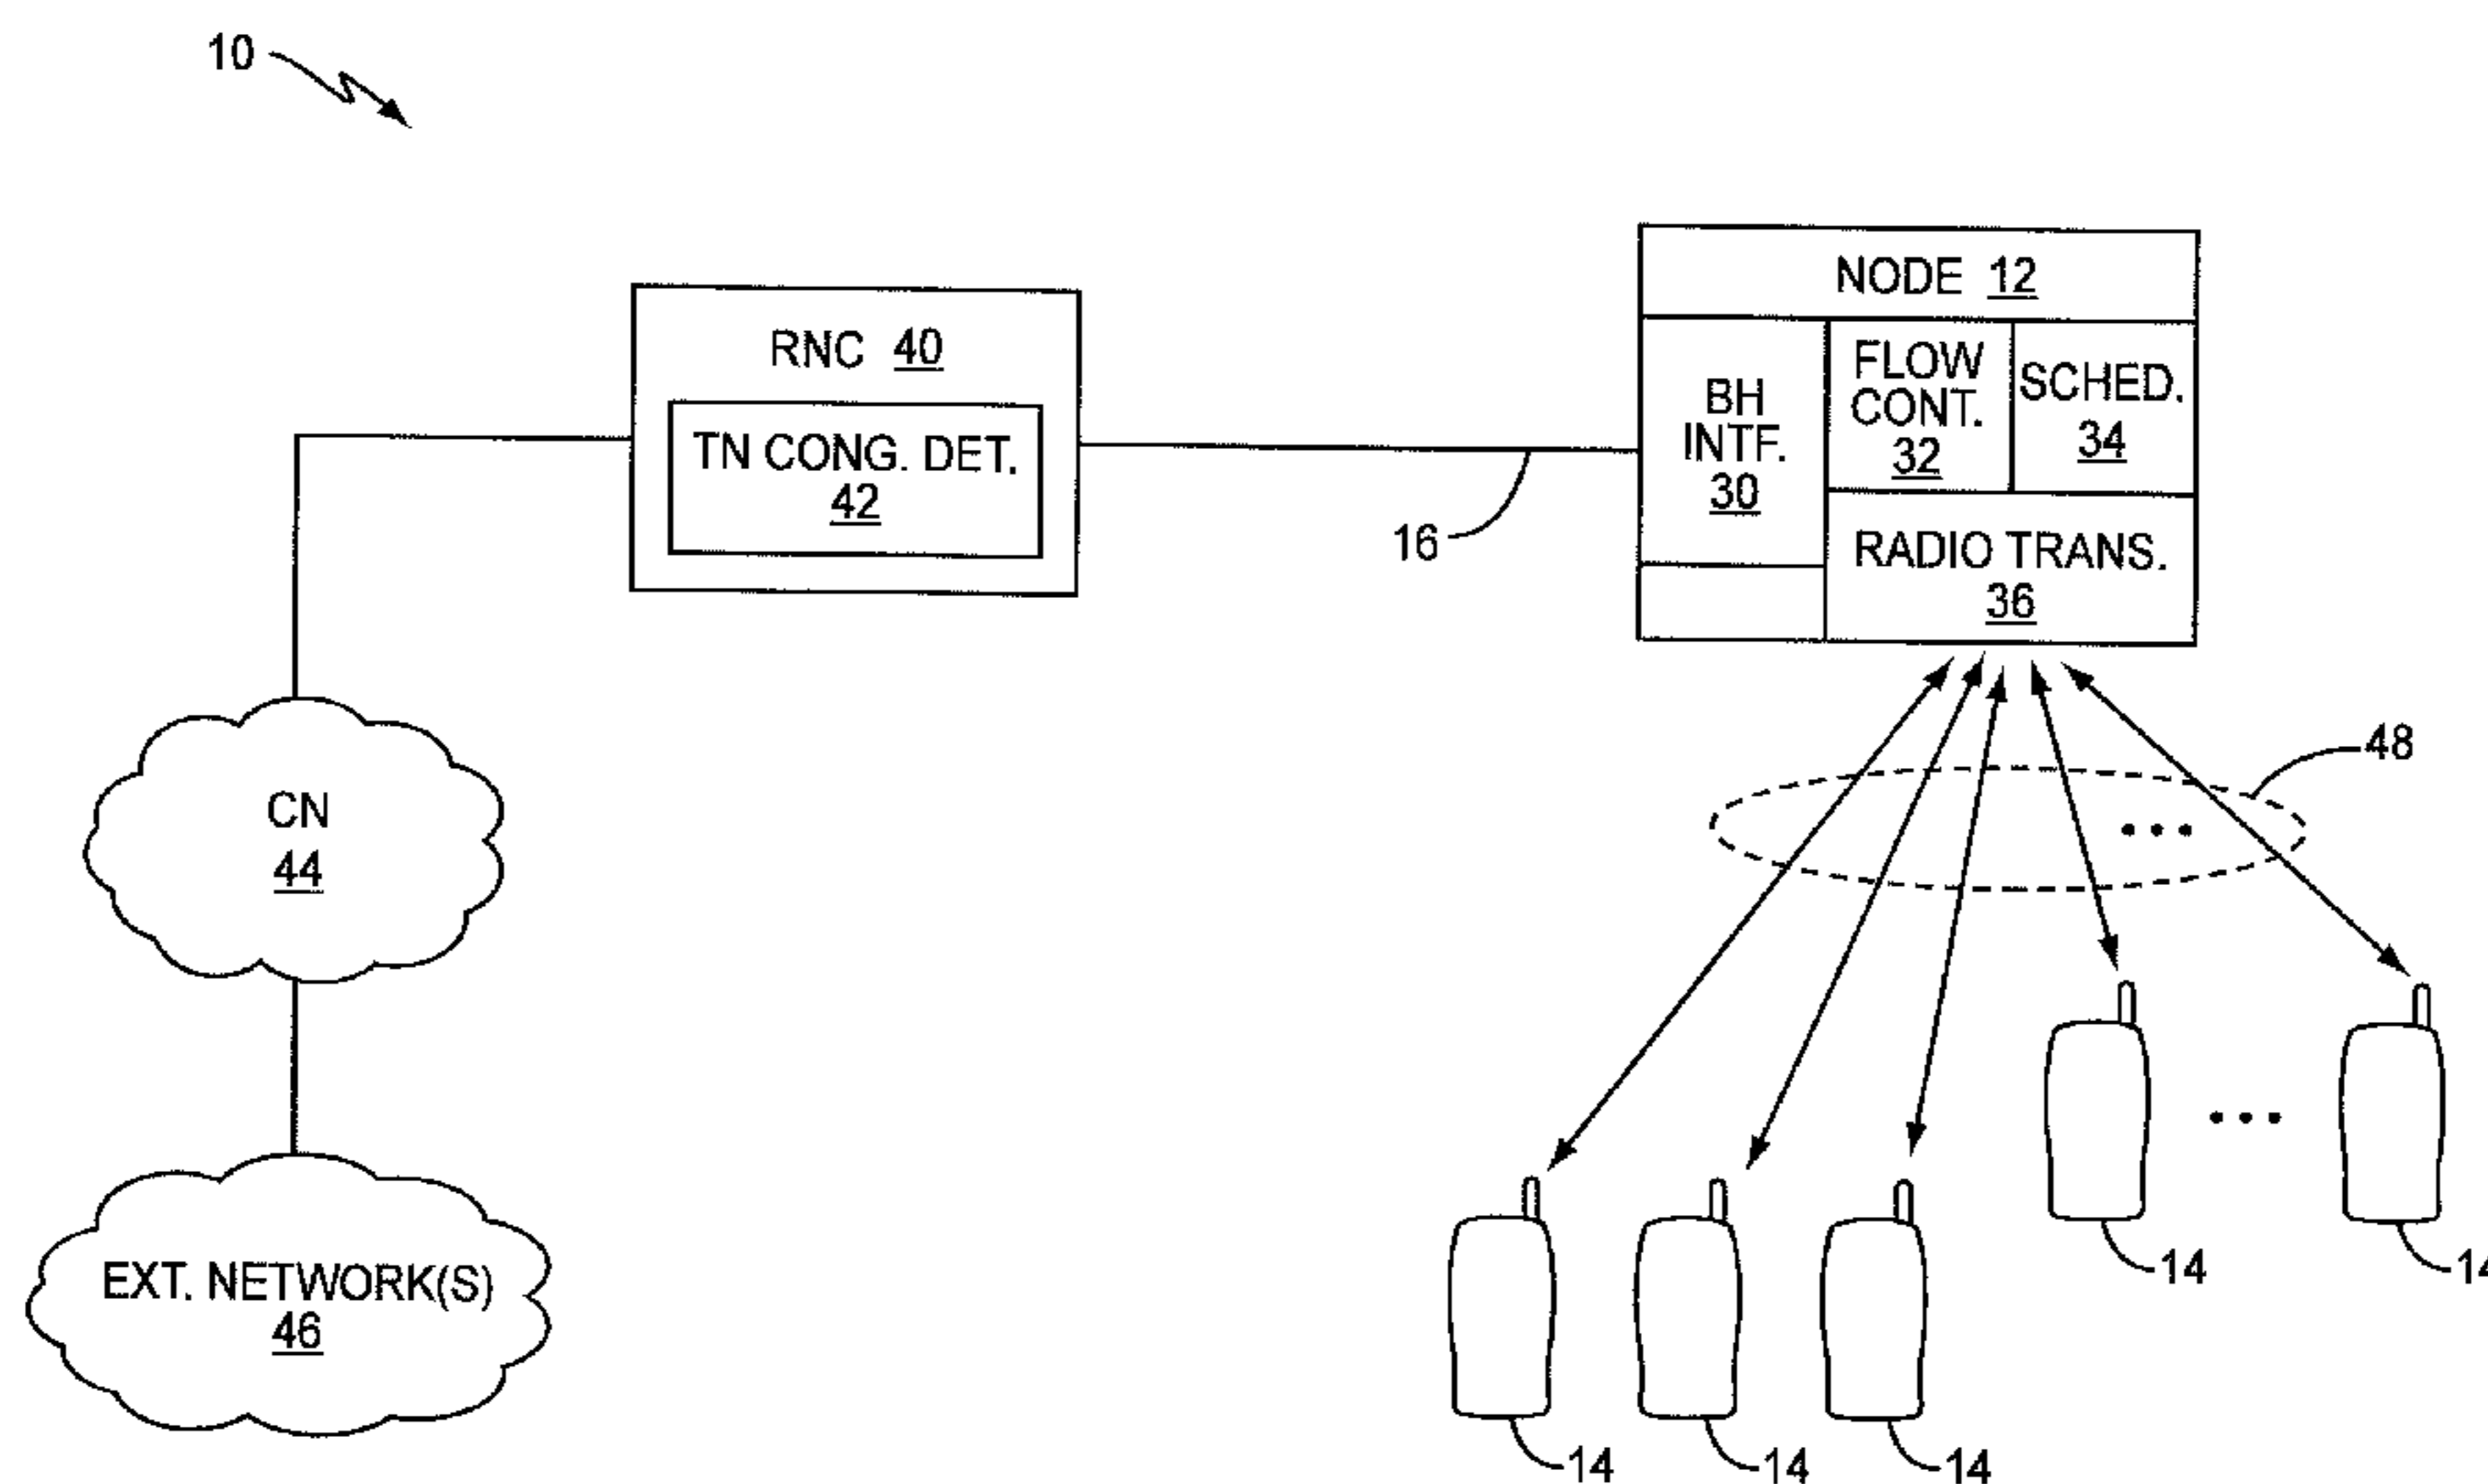 10
NODE 12
RNC 40
TN CONG. DET.
42
BH
INTF.
30
FLOW
CONT.
32
SCHED.
34
RADIO TRANS.
36
16
CN
44
EXT. NETWORK(S)
46
48
...
...
14
14
14
14
14